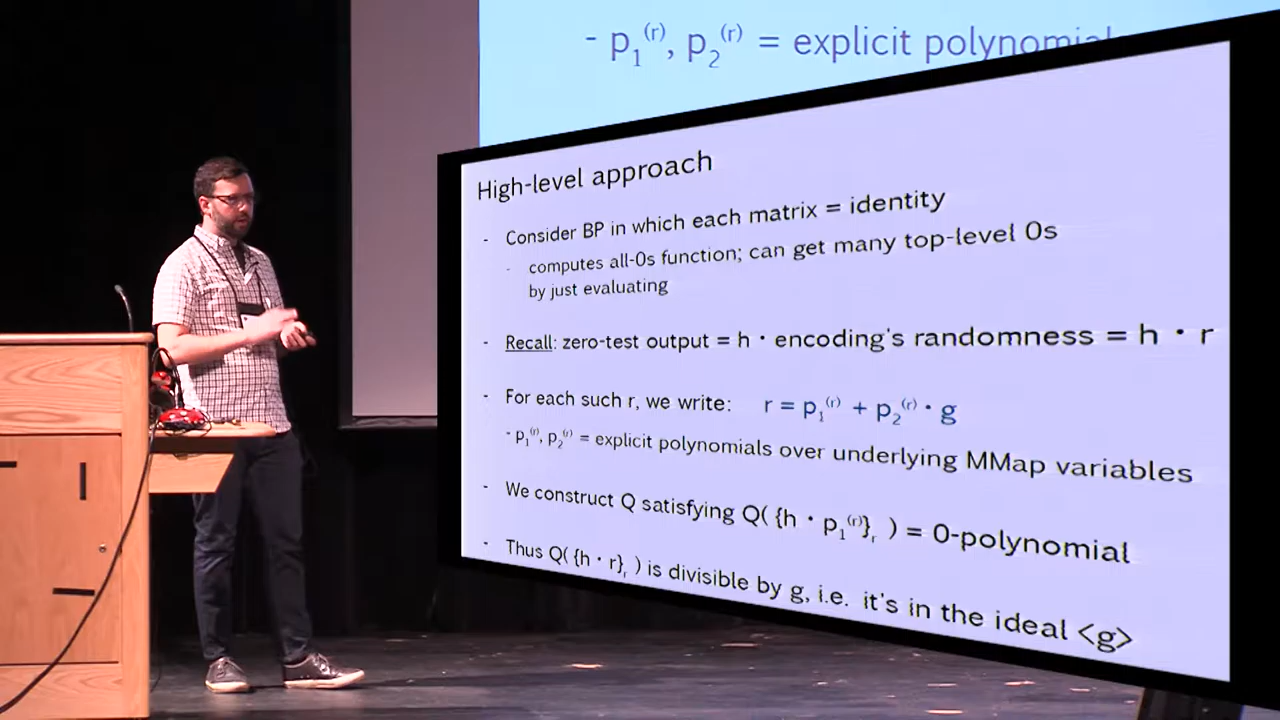 - p₁⁽ʳ⁾, p₂⁽ʳ⁾ = explicit polynomials
High-level approach
- Consider BP in which each matrix = identity
- computes all-0s function; can get many top-level 0s
by just evaluating
- Recall: zero-test output = h · encoding's randomness = h · r
- For each such r, we write: r = p₁⁽ʳ⁾ + p₂⁽ʳ⁾ · g
- p₁⁽ʳ⁾, p₂⁽ʳ⁾ = explicit polynomials over underlying MMap variables
- We construct Q satisfying Q( {h · p₁⁽ʳ⁾}ᵣ ) = 0-polynomial
- Thus Q( {h · r}ᵣ ) is divisible by g, i.e. it's in the ideal <g>